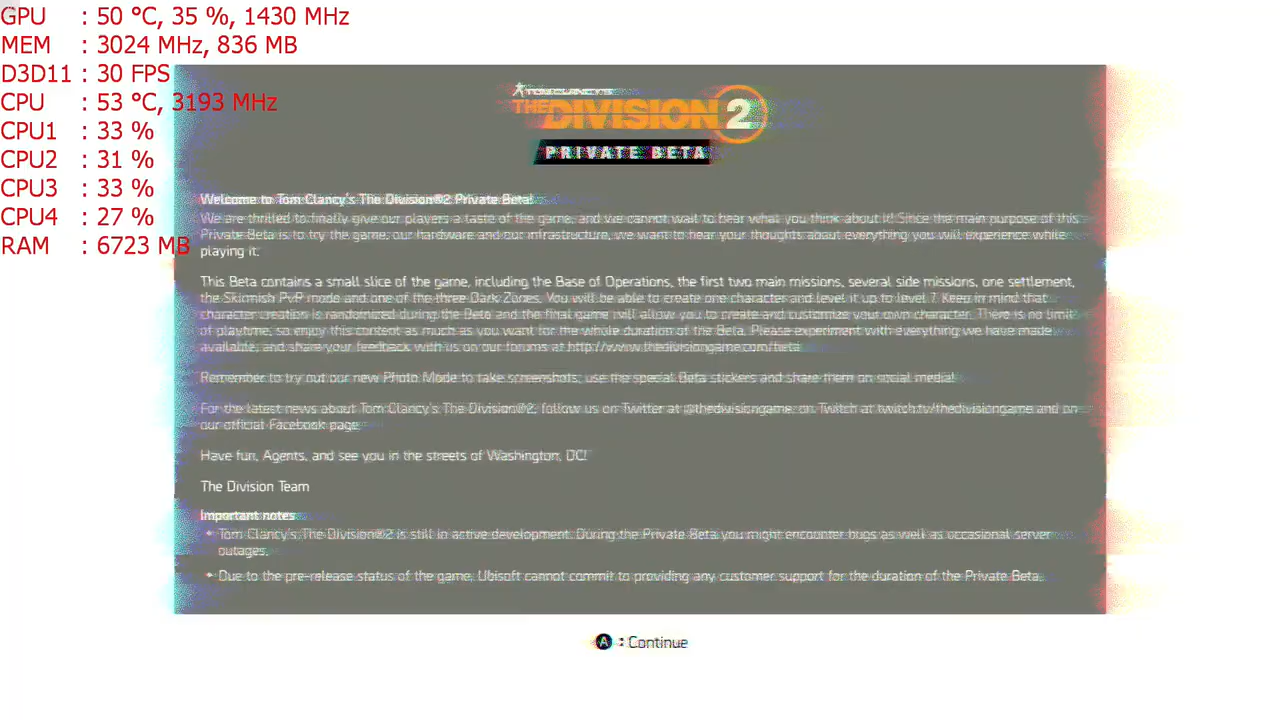 GPU : 50 °C, 35 %, 1430 MHz
MEM : 3024 MHz, 836 MB
D3D11 : 30 FPS
CPU : 53 °C, 3193 MHz
CPU1 : 33 %
CPU2 : 31 %
CPU3 : 33 %
CPU4 : 27 %
RAM : 6723 MB
TOM CLANCY'S
THE DIVISION 2
PRIVATE BETA
Welcome to Tom Clancy's The Division®2 Private Beta!
We are thrilled to finally give our players a taste of the game, and we cannot wait to hear what you think about it! Since the main purpose of this
Private Beta is to try the game, our hardware and our infrastructure, we want to hear your thoughts about everything you will experience while
playing it.
This Beta contains a small slice of the game, including the Base of Operations, the first two main missions, several side missions, one settlement,
the Skirmish PvP mode and one of the three Dark Zones. You will be able to create one character and level it up to level 7. Keep in mind that
character creation is randomized during the Beta and the final game will allow you to create and customize your own character. There is no limit
of playtime, so enjoy this content as much as you want for the whole duration of the Beta. Please experiment with everything we have made
available, and share your feedback with us on our forums at http://www.thedivisiongame.com/beta
Remember to try out our new Photo Mode to take screenshots, use the special Beta stickers and share them on social media!
For the latest news about Tom Clancy's The Division®2, follow us on Twitter at @thedivisiongame, on Twitch at twitch.tv/thedivisiongame and on
our official Facebook page.
Have fun, Agents, and see you in the streets of Washington, DC!
The Division Team
Important notes
• Tom Clancy's The Division®2 is still in active development. During the Private Beta you might encounter bugs as well as occasional server
outages.
• Due to the pre-release status of the game, Ubisoft cannot commit to providing any customer support for the duration of the Private Beta.
A : Continue